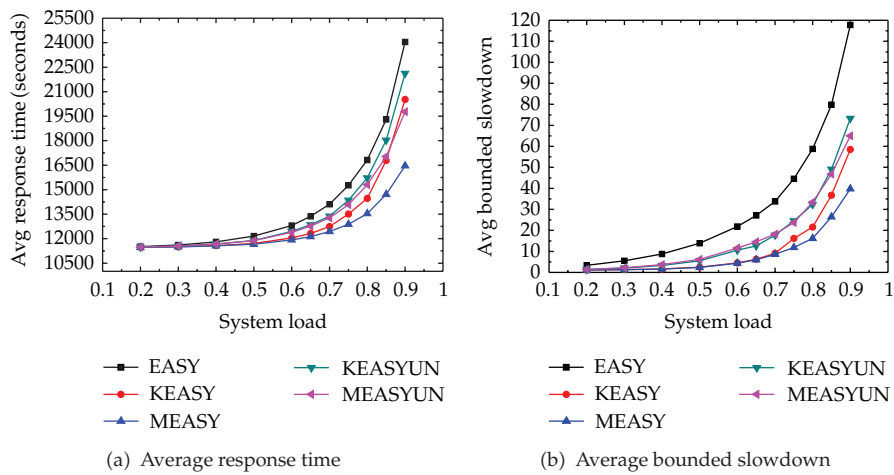 25500
24000
22500
21000
19500
18000
16500
15000
13500
12000
10500
Avg response time (seconds)
0.1 0.2 0.3 0.4 0.5 0.6 0.7 0.8 0.9 1
System load
EASY
KEASY
MEASY
KEASYUN
MEASYUN
(a) Average response time
120
110
100
90
80
70
60
50
40
30
20
10
0
Avg bounded slowdown
0.1 0.2 0.3 0.4 0.5 0.6 0.7 0.8 0.9 1
System load
EASY
KEASY
MEASY
KEASYUN
MEASYUN
(b) Average bounded slowdown